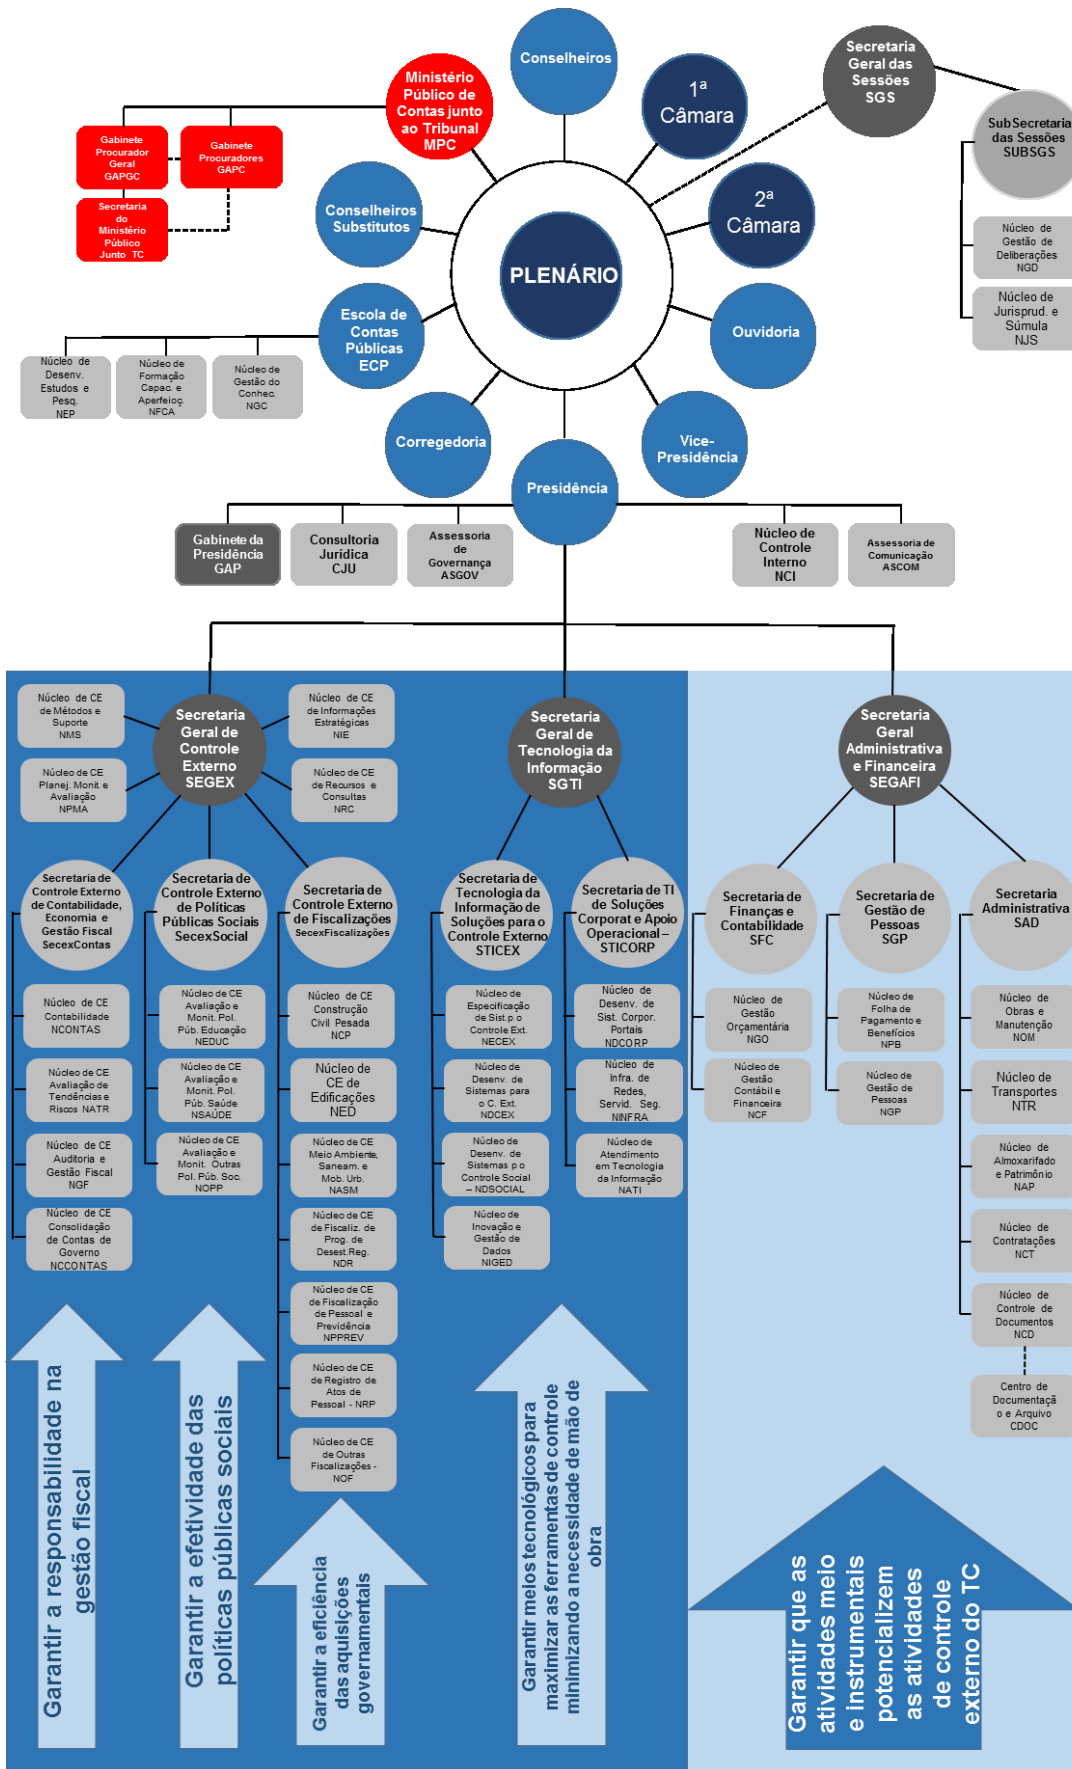 Conselheiros
Secretaria
Geral das
Sessões
SGS
Ministério
Público de
Contas junto
ao Tribunal
MPC
1ª
Câmara
SubSecretaria
das Sessões
SUBSGS
Gabinete
Procurador
Geral
GAPGC
Gabinete
Procuradores
GAPC
Secretaria
do
Ministério
Público
Junto TC
Conselheiros
Substitutos
2ª
Câmara
PLENÁRIO
Núcleo de
Gestão de
Deliberações
NGD
Núcleo de
Jurisprud. e
Súmula
NJS
Escola de
Contas
Públicas
ECP
Ouvidoria
Núcleo de
Desenv.
Estudos e
Pesq.
NEP
Núcleo de
Formação
Capac. e
Aperfeioç.
NFCA
Núcleo de
Gestão do
Conhec.
NGC
Corregedoria
Vice-
Presidência
Presidência
Gabinete da
Presidência
GAP
Consultoria
Jurídica
CJU
Assessoria
de
Governança
ASGOV
Núcleo de
Controle
Interno
NCI
Assessoria de
Comunicação
ASCOM
Núcleo de CE
de Métodos e
Suporte
NMS
Secretaria
Geral de
Controle
Externo
SEGEX
Núcleo de CE
de Informações
Estratégicas
NIE
Núcleo de CE
Planej. Monit. e
Avaliação
NPMA
Núcleo de CE
de Recursos e
Consultas
NRC
Secretaria
Geral de
Tecnologia da
Informação
SGTI
Secretaria
Geral
Administrativa
e Financeira
SEGAFI
Secretaria de
Controle Externo
de Contabilidade,
Economia e
Gestão Fiscal
SecexContas
Secretaria de
Controle Externo
de Políticas
Públicas Sociais
SecexSocial
Secretaria de
Controle Externo
de Fiscalizações
SecexFiscalizações
Secretaria de
Tecnologia da
Informação de
Soluções para o
Controle Externo
STICEX
Secretaria de TI
de Soluções
Corporat e Apoio
Operacional –
STICORP
Secretaria de
Finanças e
Contabilidade
SFC
Secretaria de
Gestão de
Pessoas
SGP
Secretaria
Administrativa
SAD
Núcleo de CE
Contabilidade
NCONTAS
Núcleo de CE
Avaliação de
Tendências e
Riscos NATR
Núcleo de CE
Auditoria e
Gestão Fiscal
NGF
Núcleo de CE
Consolidação
de Contas de
Governo
NCCONTAS
Núcleo de CE
Avaliação e
Monit. Pol.
Púb. Educação
NEDUC
Núcleo de CE
Avaliação e
Monit. Pol.
Púb. Saúde
NSAÚDE
Núcleo de CE
Avaliação e
Monit. Outras
Pol. Púb. Soc.
NOPP
Núcleo de CE
Construção
Civil Pesada
NCP
Núcleo de
CE de
Edificações
NED
Núcleo de CE
Meio Ambiente,
Saneam. e
Mob. Urb.
NASM
Núcleo de CE
de Fiscaliz. de
Prog. de
Desest.Reg.
NDR
Núcleo de CE
de Fiscalização
de Pessoal e
Previdência
NPPREV
Núcleo de CE
de Registro de
Atos de
Pessoal - NRP
Núcleo de CE
de Outras
Fiscalizações -
NOF
Núcleo de
Especificação
de Sist.p o
Controle Ext.
NECEX
Núcleo de
Desenv. de
Sistemas para
o C. Ext.
NDCEX
Núcleo de
Desenv. de
Sistemas p o
Controle Social
– NDSOCIAL
Núcleo de
Inovação e
Gestão de
Dados
NIGED
Núcleo de
Desenv. de
Sist. Corpor.
Portais
NDCORP
Núcleo de
Infra. de
Redes,
Servid. Seg.
NINFRA
Núcleo de
Atendimento
em Tecnologia
da Informação
NATI
Núcleo de
Gestão
Orçamentária
NGO
Núcleo de
Gestão
Contábil e
Financeira
NCF
Núcleo de
Folha de
Pagamento e
Benefícios
NPB
Núcleo de
Gestão de
Pessoas
NGP
Núcleo de
Obras e
Manutenção
NOM
Núcleo de
Transportes
NTR
Núcleo de
Almoxarifado
e Patrimônio
NAP
Núcleo de
Contratações
NCT
Núcleo de
Controle de
Documentos
NCD
Centro de
Documentaçã
o e Arquivo
CDOC
Garantir a responsabilidade na
gestão fiscal
Garantir a efetividade das
políticas públicas sociais
Garantir a eficiência
das aquisições
governamentais
Garantir meios tecnológicos para
maximizar as ferramentas de controle
minimizando a necessidade de mão de
obra
Garantir que as
atividades meio
e instrumentais
potencializem
as atividades
de controle
externo do TC